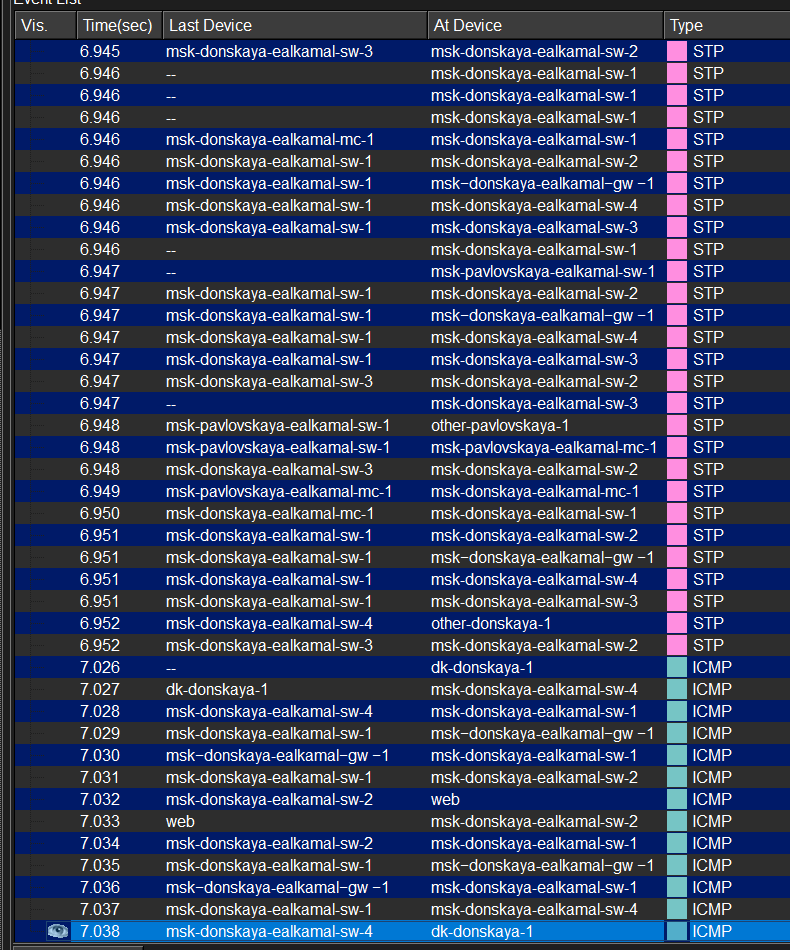 Event List
Vis. Time(sec) Last Device At Device Type
6.945 msk-donskaya-ealkamal-sw-3 msk-donskaya-ealkamal-sw-2 STP
6.946 -- msk-donskaya-ealkamal-sw-1 STP
6.946 -- msk-donskaya-ealkamal-sw-1 STP
6.946 -- msk-donskaya-ealkamal-sw-1 STP
6.946 msk-donskaya-ealkamal-mc-1 msk-donskaya-ealkamal-sw-1 STP
6.946 msk-donskaya-ealkamal-sw-1 msk-donskaya-ealkamal-sw-2 STP
6.946 msk-donskaya-ealkamal-sw-1 msk−donskaya-ealkamal−gw −1 STP
6.946 msk-donskaya-ealkamal-sw-1 msk-donskaya-ealkamal-sw-4 STP
6.946 msk-donskaya-ealkamal-sw-1 msk-donskaya-ealkamal-sw-3 STP
6.946 -- msk-donskaya-ealkamal-sw-1 STP
6.947 -- msk-pavlovskaya-ealkamal-sw-1 STP
6.947 msk-donskaya-ealkamal-sw-1 msk-donskaya-ealkamal-sw-2 STP
6.947 msk-donskaya-ealkamal-sw-1 msk−donskaya-ealkamal−gw −1 STP
6.947 msk-donskaya-ealkamal-sw-1 msk-donskaya-ealkamal-sw-4 STP
6.947 msk-donskaya-ealkamal-sw-1 msk-donskaya-ealkamal-sw-3 STP
6.947 msk-donskaya-ealkamal-sw-3 msk-donskaya-ealkamal-sw-2 STP
6.947 -- msk-donskaya-ealkamal-sw-3 STP
6.948 msk-pavlovskaya-ealkamal-sw-1 other-pavlovskaya-1 STP
6.948 msk-pavlovskaya-ealkamal-sw-1 msk-pavlovskaya-ealkamal-mc-1 STP
6.948 msk-donskaya-ealkamal-sw-3 msk-donskaya-ealkamal-sw-2 STP
6.949 msk-pavlovskaya-ealkamal-mc-1 msk-donskaya-ealkamal-mc-1 STP
6.950 msk-donskaya-ealkamal-mc-1 msk-donskaya-ealkamal-sw-1 STP
6.951 msk-donskaya-ealkamal-sw-1 msk-donskaya-ealkamal-sw-2 STP
6.951 msk-donskaya-ealkamal-sw-1 msk−donskaya-ealkamal−gw −1 STP
6.951 msk-donskaya-ealkamal-sw-1 msk-donskaya-ealkamal-sw-4 STP
6.951 msk-donskaya-ealkamal-sw-1 msk-donskaya-ealkamal-sw-3 STP
6.952 msk-donskaya-ealkamal-sw-4 other-donskaya-1 STP
6.952 msk-donskaya-ealkamal-sw-3 msk-donskaya-ealkamal-sw-2 STP
7.026 -- dk-donskaya-1 ICMP
7.027 dk-donskaya-1 msk-donskaya-ealkamal-sw-4 ICMP
7.028 msk-donskaya-ealkamal-sw-4 msk-donskaya-ealkamal-sw-1 ICMP
7.029 msk-donskaya-ealkamal-sw-1 msk−donskaya-ealkamal−gw −1 ICMP
7.030 msk−donskaya-ealkamal−gw −1 msk-donskaya-ealkamal-sw-1 ICMP
7.031 msk-donskaya-ealkamal-sw-1 msk-donskaya-ealkamal-sw-2 ICMP
7.032 msk-donskaya-ealkamal-sw-2 web ICMP
7.033 web msk-donskaya-ealkamal-sw-2 ICMP
7.034 msk-donskaya-ealkamal-sw-2 msk-donskaya-ealkamal-sw-1 ICMP
7.035 msk-donskaya-ealkamal-sw-1 msk−donskaya-ealkamal−gw −1 ICMP
7.036 msk−donskaya-ealkamal−gw −1 msk-donskaya-ealkamal-sw-1 ICMP
7.037 msk-donskaya-ealkamal-sw-1 msk-donskaya-ealkamal-sw-4 ICMP
7.038 msk-donskaya-ealkamal-sw-4 dk-donskaya-1 ICMP